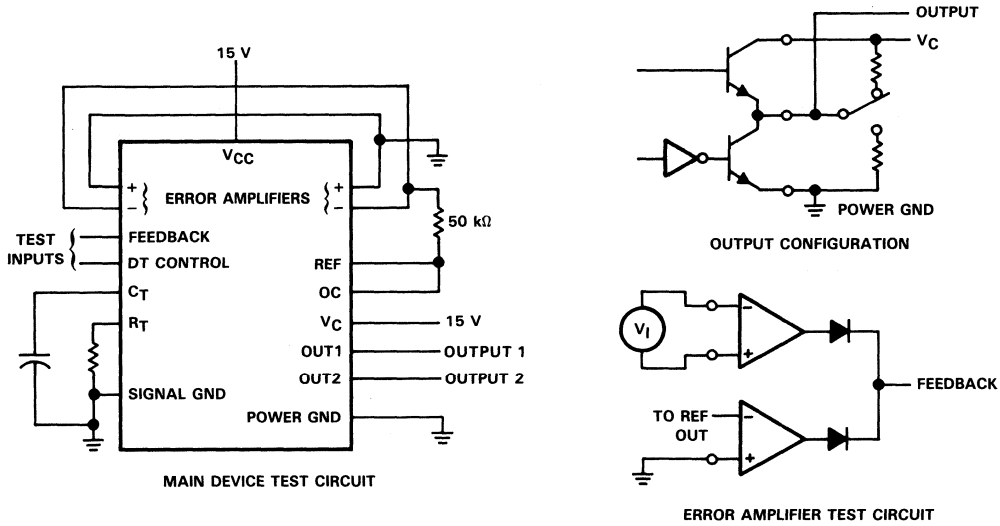 15 V
VCC
+
−
ERROR AMPLIFIERS
+
−
TEST
INPUTS
FEEDBACK
DT CONTROL
CT
RT
SIGNAL GND
50 kΩ
REF
OC
VC
15 V
OUT1
OUTPUT 1
OUT2
OUTPUT 2
POWER GND
MAIN DEVICE TEST CIRCUIT
OUTPUT
VC
POWER GND
OUTPUT CONFIGURATION
VI
−
+
FEEDBACK
TO REF
OUT
−
+
ERROR AMPLIFIER TEST CIRCUIT